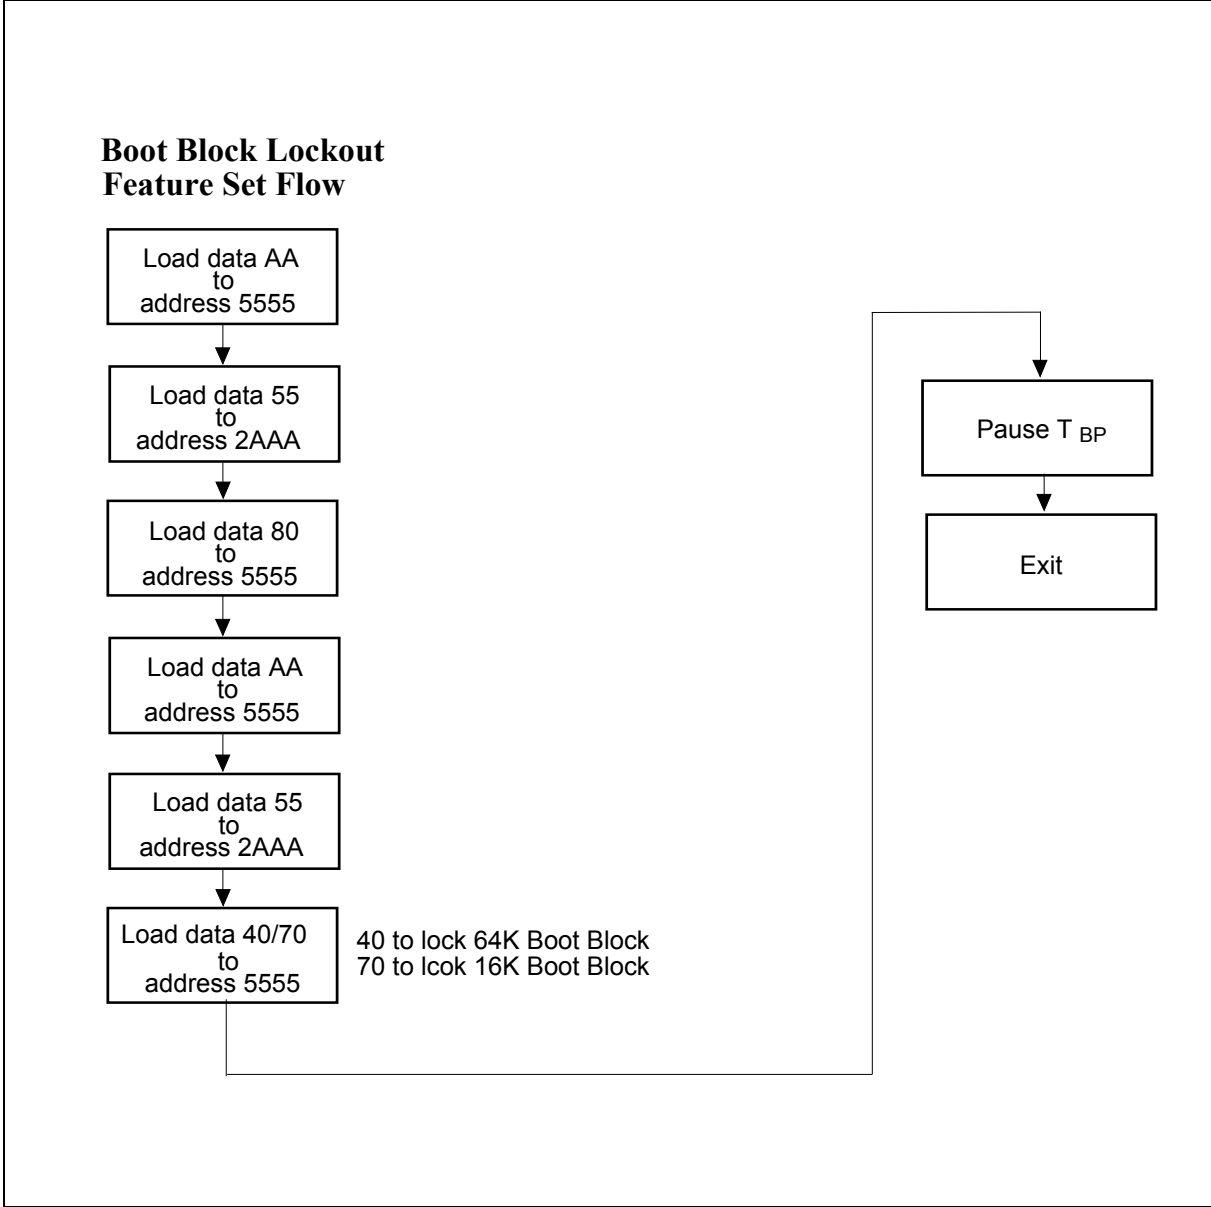 Boot Block Lockout
Feature Set Flow
Load data AA
to
address 5555
Load data 55
to
address 2AAA
Load data 80
to
address 5555
Load data AA
to
address 5555
Load data 55
to
address 2AAA
Load data 40/70
to
address 5555
40 to lock 64K Boot Block
70 to lcok 16K Boot Block
Pause T BP
Exit